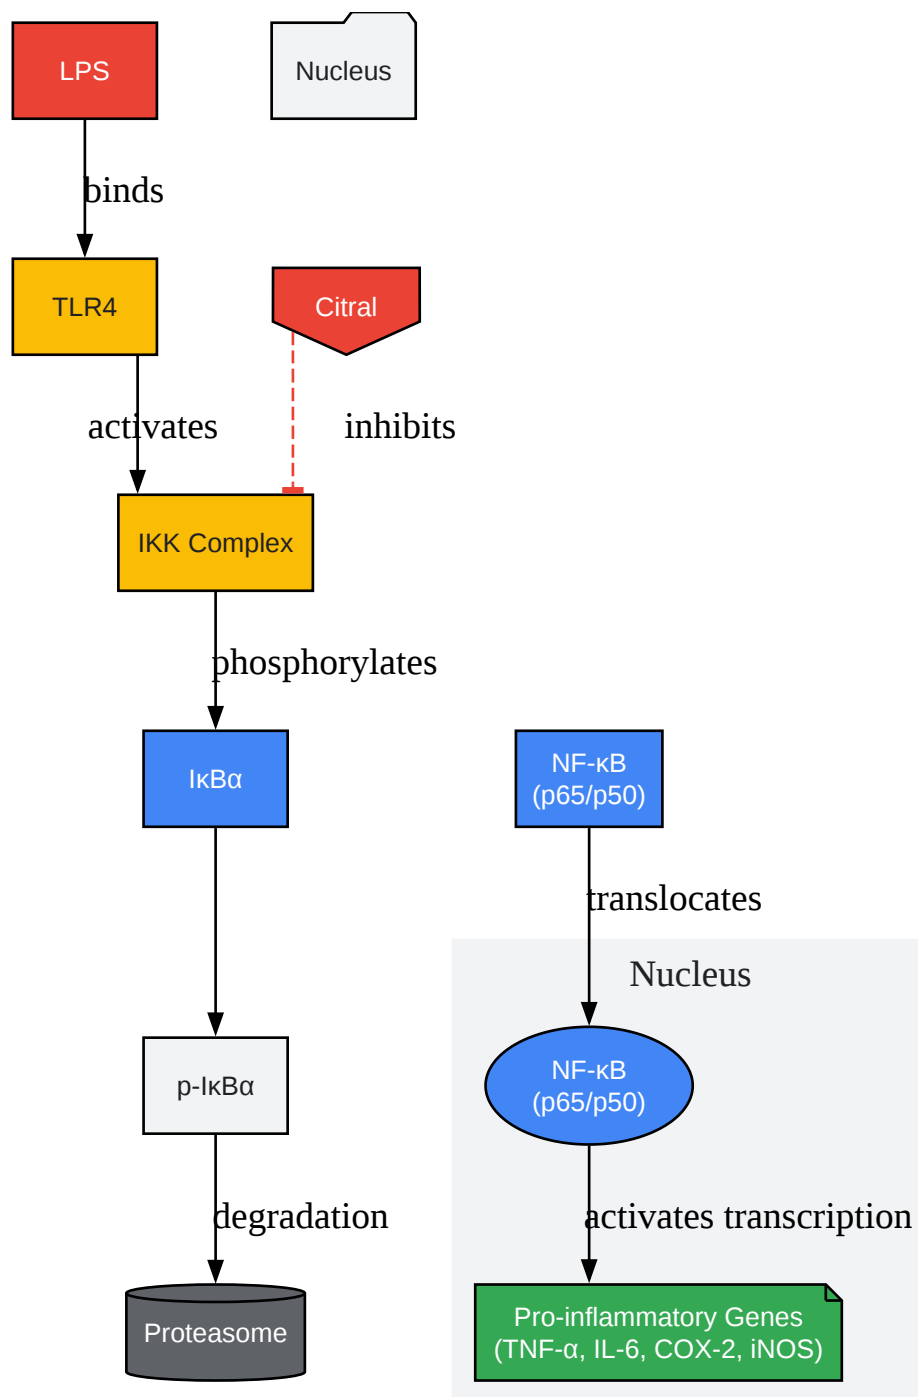 LPS
Nucleus
binds
TLR4
Citral
activates
inhibits
IKK Complex
phosphorylates
IκBα
NF-κB
(p65/p50)
translocates
Nucleus
p-IκBα
NF-κB
(p65/p50)
degradation
activates transcription
Proteasome
Pro-inflammatory Genes
(TNF-α, IL-6, COX-2, iNOS)